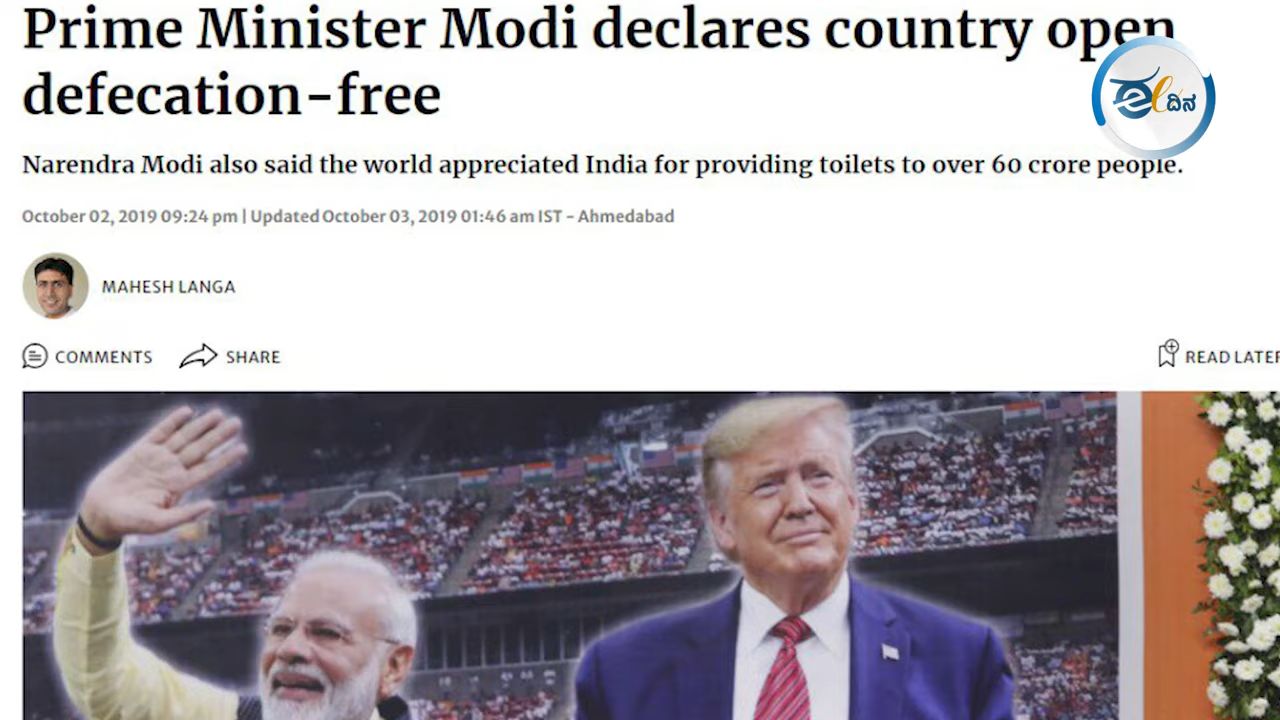 Prime Minister Modi declares country open
defecation-free
ಈ ದಿನ
Narendra Modi also said the world appreciated India for providing toilets to over 60 crore people.
October 02, 2019 09:24 pm | Updated October 03, 2019 01:46 am IST - Ahmedabad
MAHESH LANGA
COMMENTS SHARE READ LATER